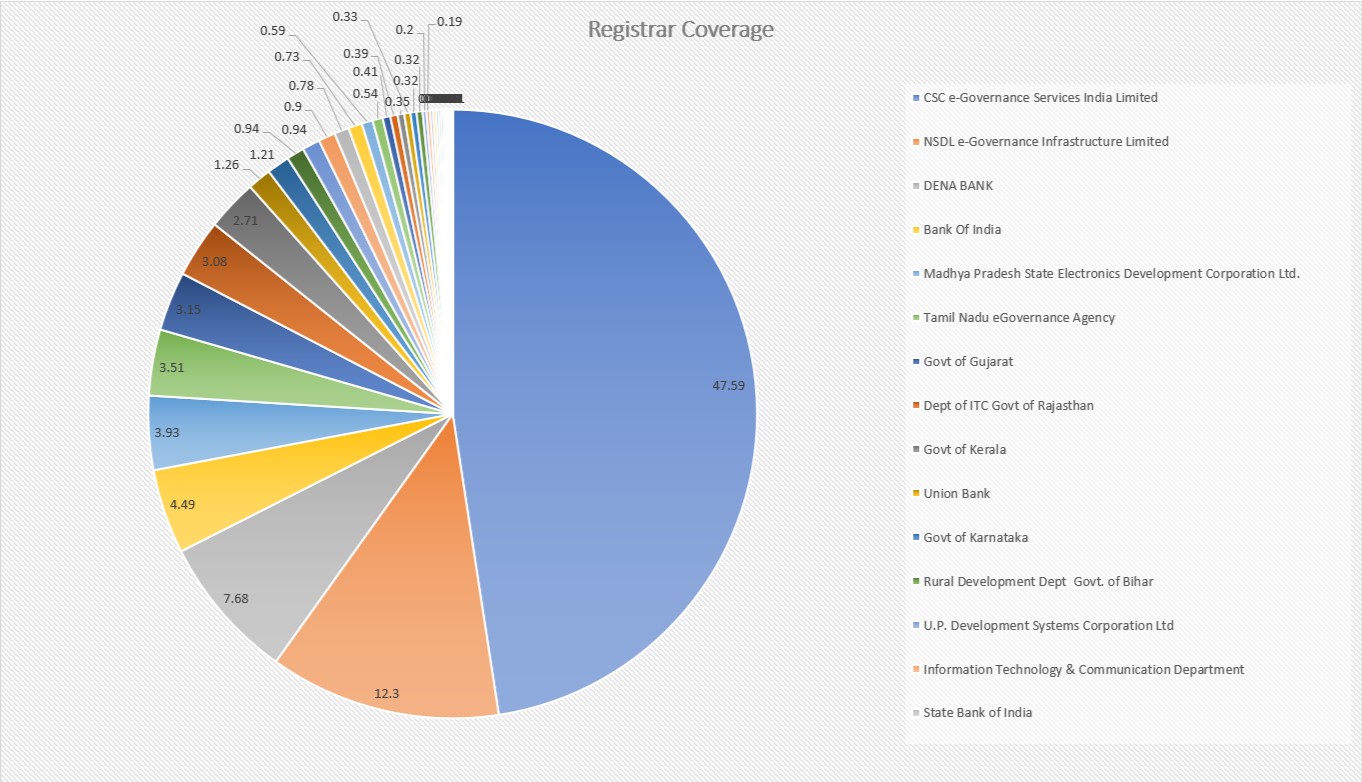 Registrar Coverage
0.33
0.19
0.59
0.2
0.73
0.39
0.32
0.41
0.78
0.32
0.54
0.35
0.9
0.94
0.94
1.21
1.26
2.71
3.08
3.15
3.51
3.93
4.49
7.68
12.3
47.59
CSC e-Governance Services India Limited
NSDL e-Governance Infrastructure Limited
DENA BANK
Bank Of India
Madhya Pradesh State Electronics Development Corporation Ltd.
Tamil Nadu eGovernance Agency
Govt of Gujarat
Dept of ITC Govt of Rajasthan
Govt of Kerala
Union Bank
Govt of Karnataka
Rural Development Dept  Govt. of Bihar
U.P. Development Systems Corporation Ltd
Information Technology & Communication Department
State Bank of India